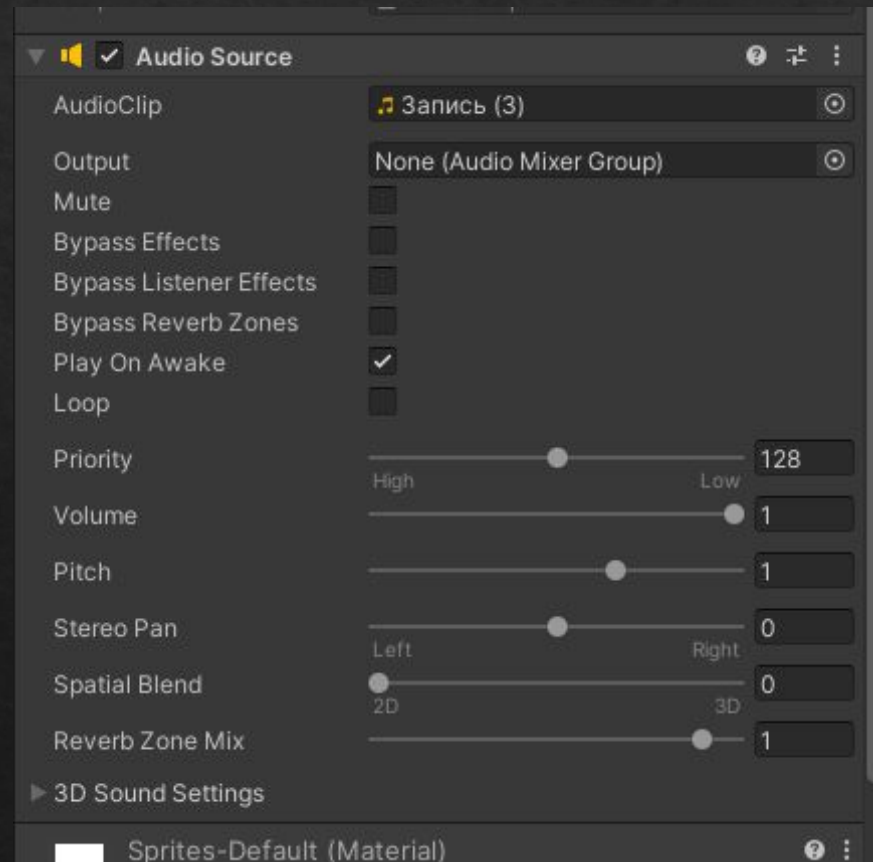 Audio Source
AudioClip Запись (3)
Output None (Audio Mixer Group)
Mute
Bypass Effects
Bypass Listener Effects
Bypass Reverb Zones
Play On Awake
Loop
Priority 128
High Low
Volume 1
Pitch 1
Stereo Pan 0
Left Right
Spatial Blend 0
2D 3D
Reverb Zone Mix 1
3D Sound Settings
Sprites-Default (Material)